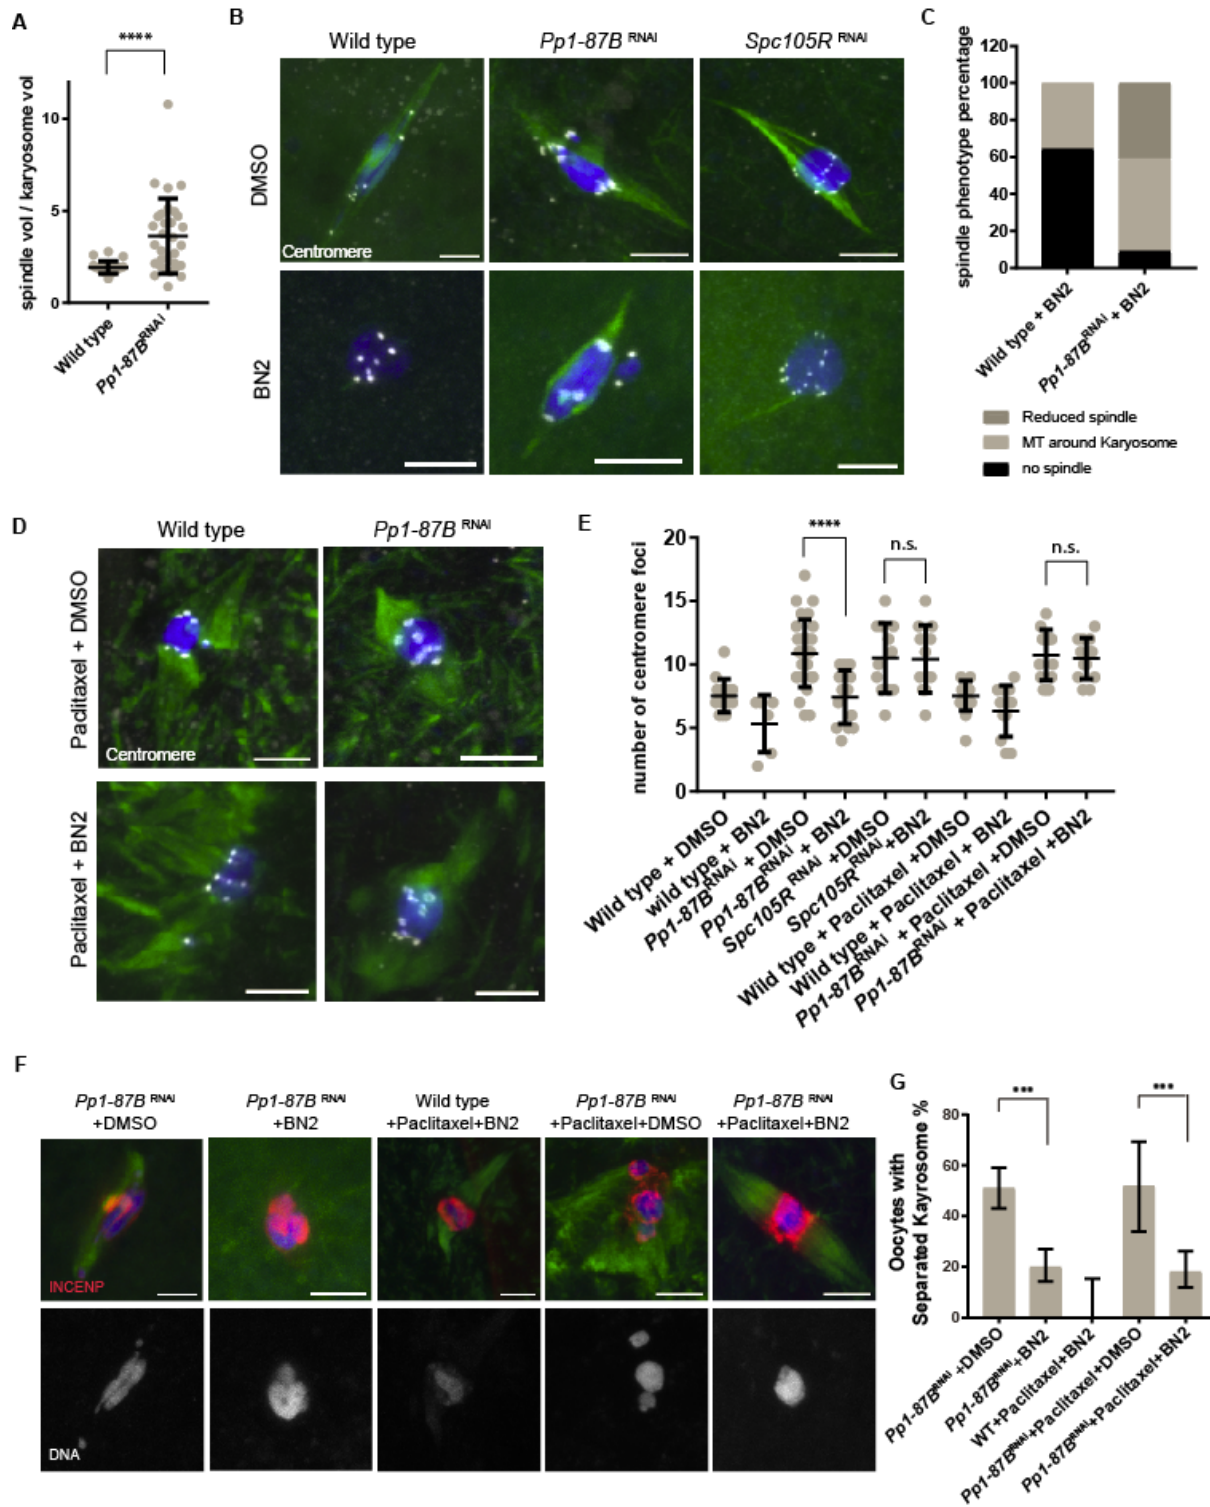 A
****
spindle vol / karyosome vol
10
5
0
Wild type
Pp1-87B RNAi
B
Wild type
Pp1-87B RNAi
Spc105R RNAi
DMSO
Centromere
BN2
C
spindle phenotype percentage
120
100
80
60
40
20
0
Wild type + BN2
Pp1-87B RNAi + BN2
Reduced spindle
MT around Karyosome
no spindle
D
Wild type
Pp1-87B RNAi
Paclitaxel + DMSO
Centromere
Paclitaxel + BN2
E
number of centromere foci
20
15
10
5
0
****
n.s.
n.s.
Wild type + DMSO
wild type + BN2
Pp1-87B RNAi + DMSO
Pp1-87B RNAi + BN2
Spc105R RNAi +DMSO
Spc105R RNAi +BN2
Wild type + Paclitaxel +DMSO
Wild type + Paclitaxel + BN2
Pp1-87B RNAi + Paclitaxel +DMSO
Pp1-87B RNAi + Paclitaxel +BN2
F
Pp1-87B RNAi
+DMSO
Pp1-87B RNAi
+BN2
Wild type
+Paclitaxel+BN2
Pp1-87B RNAi
+Paclitaxel+DMSO
Pp1-87B RNAi
+Paclitaxel+BN2
INCENP
DNA
G
Oocytes with
Separated Kayrosome %
80
60
40
20
0
***
***
Pp1-87B RNAi +DMSO
Pp1-87B RNAi+BN2
WT+Paclitaxel+BN2
Pp1-87B RNAi+Paclitaxel+DMSO
Pp1-87B RNAi+Paclitaxel+BN2